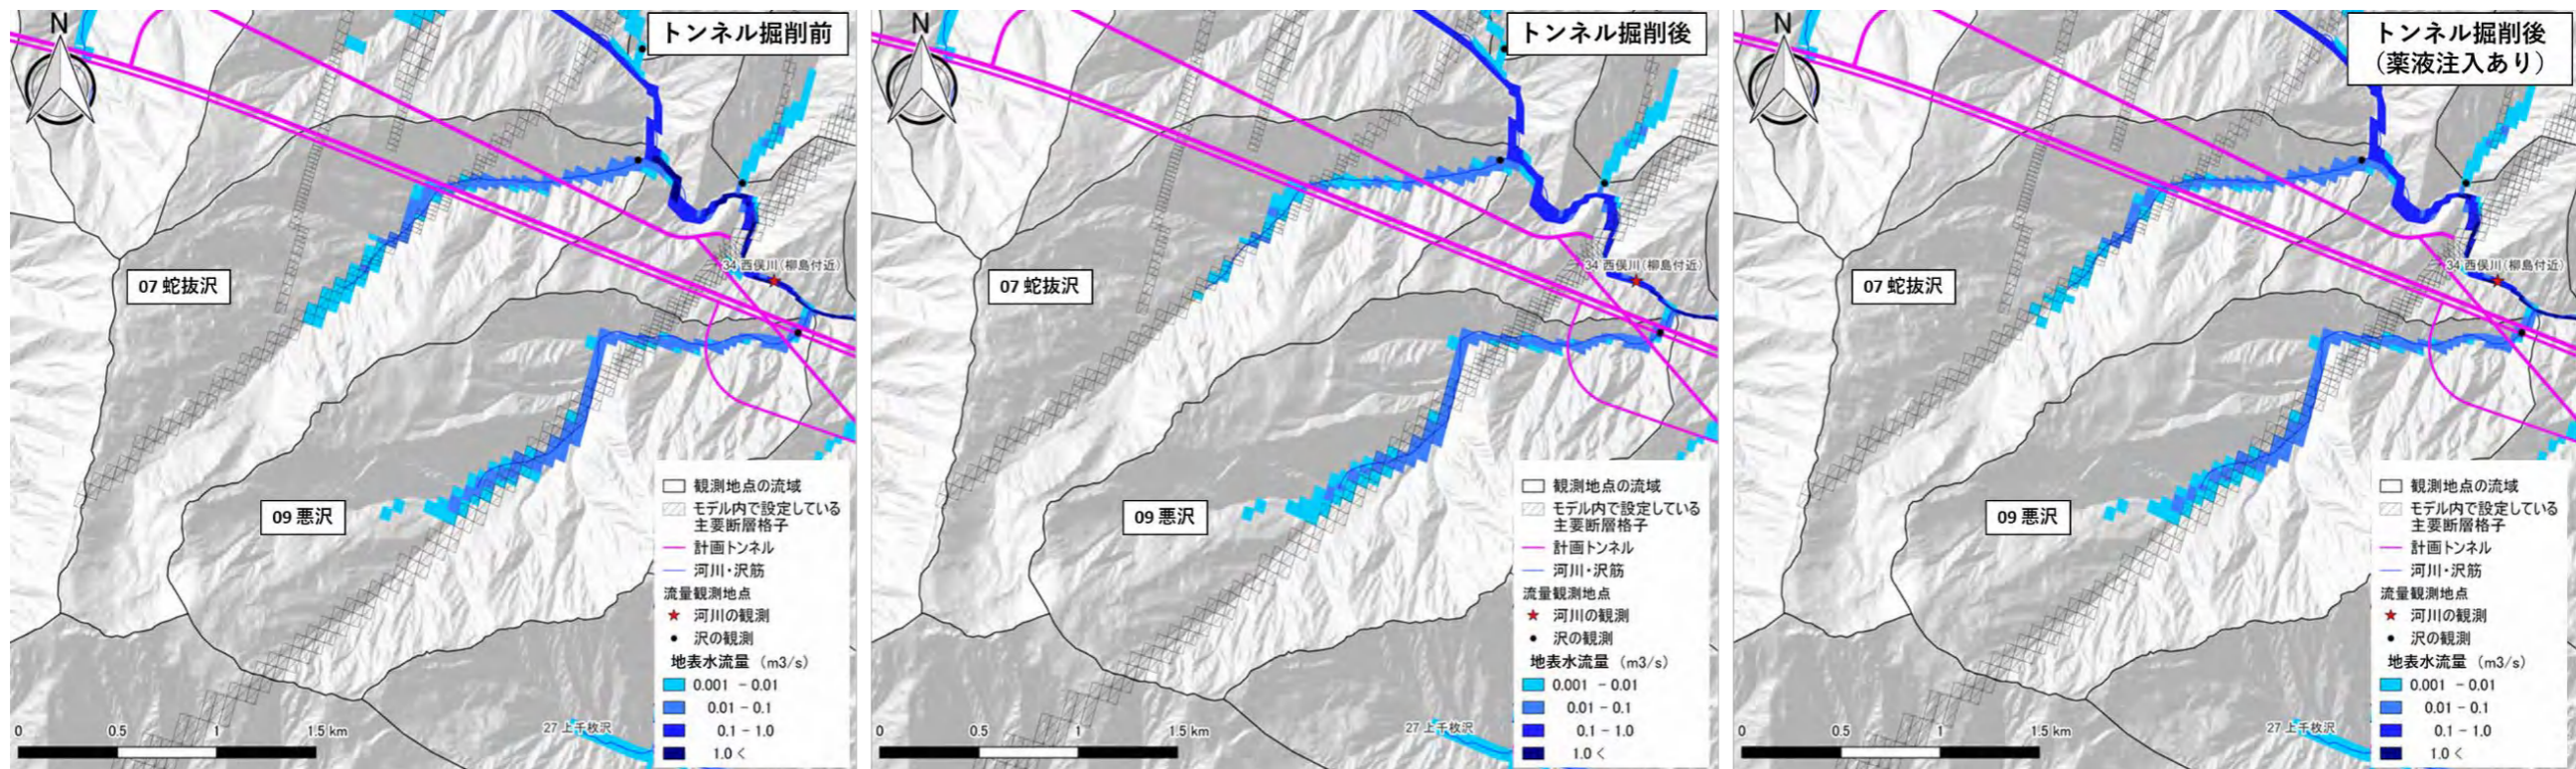 N
トンネル掘削前
34 西俣川(柳島付近)
07 蛇抜沢
09 悪沢
27 上千枚沢
観測地点の流域
モデル内で設定している
主要断層格子
計画トンネル
河川・沢筋
流量観測地点
河川の観測
沢の観測
地表水流量 (m3/s)
0.001 - 0.01
0.01 - 0.1
0.1 - 1.0
1.0 <
0 0.5 1 1.5 km
N
トンネル掘削後
34 西俣川(柳島付近)
07 蛇抜沢
09 悪沢
27 上千枚沢
観測地点の流域
モデル内で設定している
主要断層格子
計画トンネル
河川・沢筋
流量観測地点
河川の観測
沢の観測
地表水流量 (m3/s)
0.001 - 0.01
0.01 - 0.1
0.1 - 1.0
1.0 <
0 0.5 1 1.5 km
N
トンネル掘削後
(薬液注入あり)
34 西俣川(柳島付近)
07 蛇抜沢
09 悪沢
27 上千枚沢
観測地点の流域
モデル内で設定している
主要断層格子
計画トンネル
河川・沢筋
流量観測地点
河川の観測
沢の観測
地表水流量 (m3/s)
0.001 - 0.01
0.01 - 0.1
0.1 - 1.0
1.0 <
0 0.5 1 1.5 km